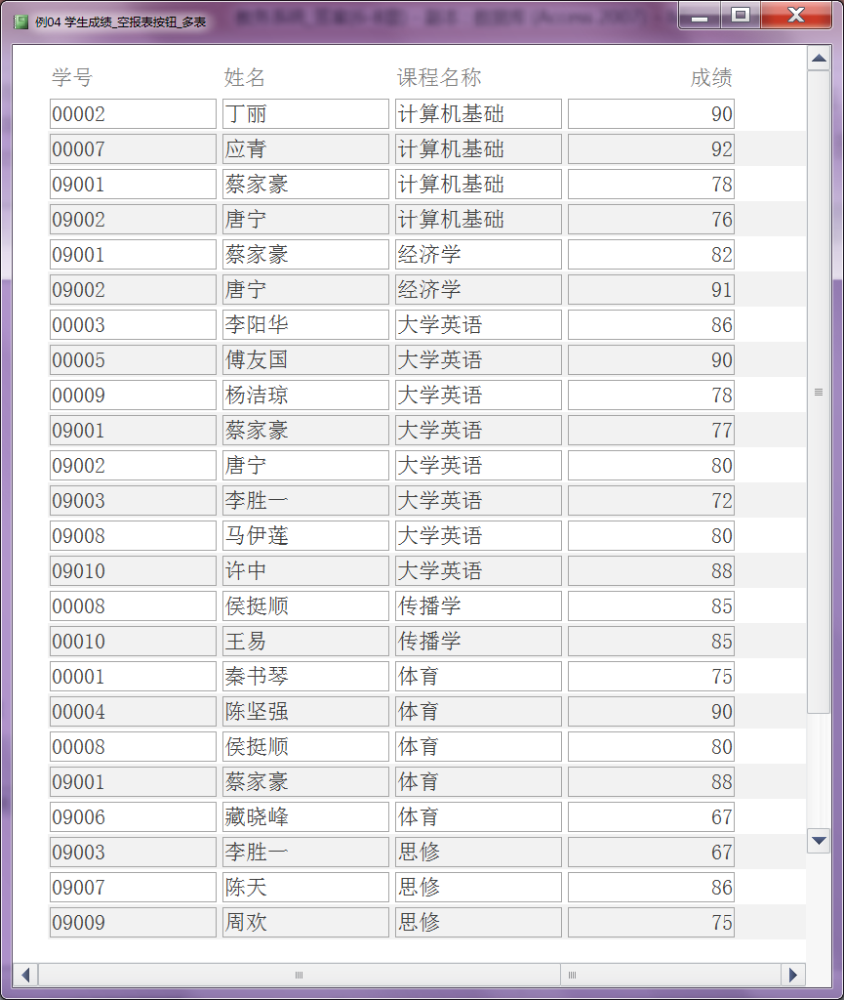 例04 学生成绩_空报表按钮_多表
学号 姓名 课程名称 成绩
00002 丁丽 计算机基础 90
00007 应青 计算机基础 92
09001 蔡家豪 计算机基础 78
09002 唐宁 计算机基础 76
09001 蔡家豪 经济学 82
09002 唐宁 经济学 91
00003 李阳华 大学英语 86
00005 傅友国 大学英语 90
00009 杨洁琼 大学英语 78
09001 蔡家豪 大学英语 77
09002 唐宁 大学英语 80
09003 李胜一 大学英语 72
09008 马伊莲 大学英语 80
09010 许中 大学英语 88
00008 侯挺顺 传播学 85
00010 王易 传播学 85
00001 秦书琴 体育 75
00004 陈坚强 体育 90
00008 侯挺顺 体育 80
09001 蔡家豪 体育 88
09006 藏晓峰 体育 67
09003 李胜一 思修 67
09007 陈天 思修 86
09009 周欢 思修 75